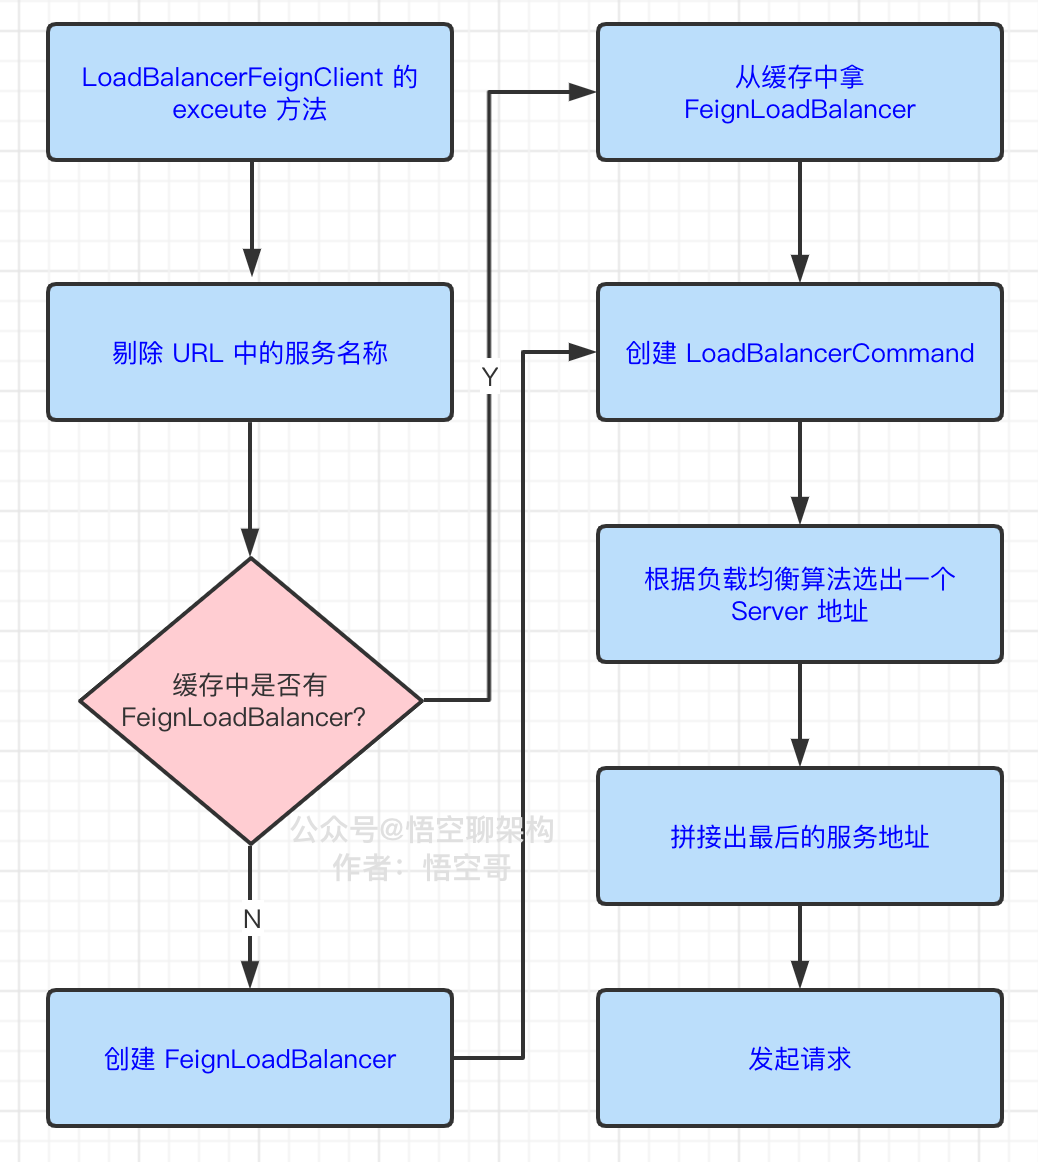 LoadBalancerFeignClient 的
exceute 方法
剔除 URL 中的服务名称
缓存中是否有
FeignLoadBalancer?
N
创建 FeignLoadBalancer
Y
从缓存中拿
FeignLoadBalancer
创建 LoadBalancerCommand
根据负载均衡算法选出一个
Server 地址
拼接出最后的服务地址
发起请求
公众号@悟空聊架构
作者：悟空哥